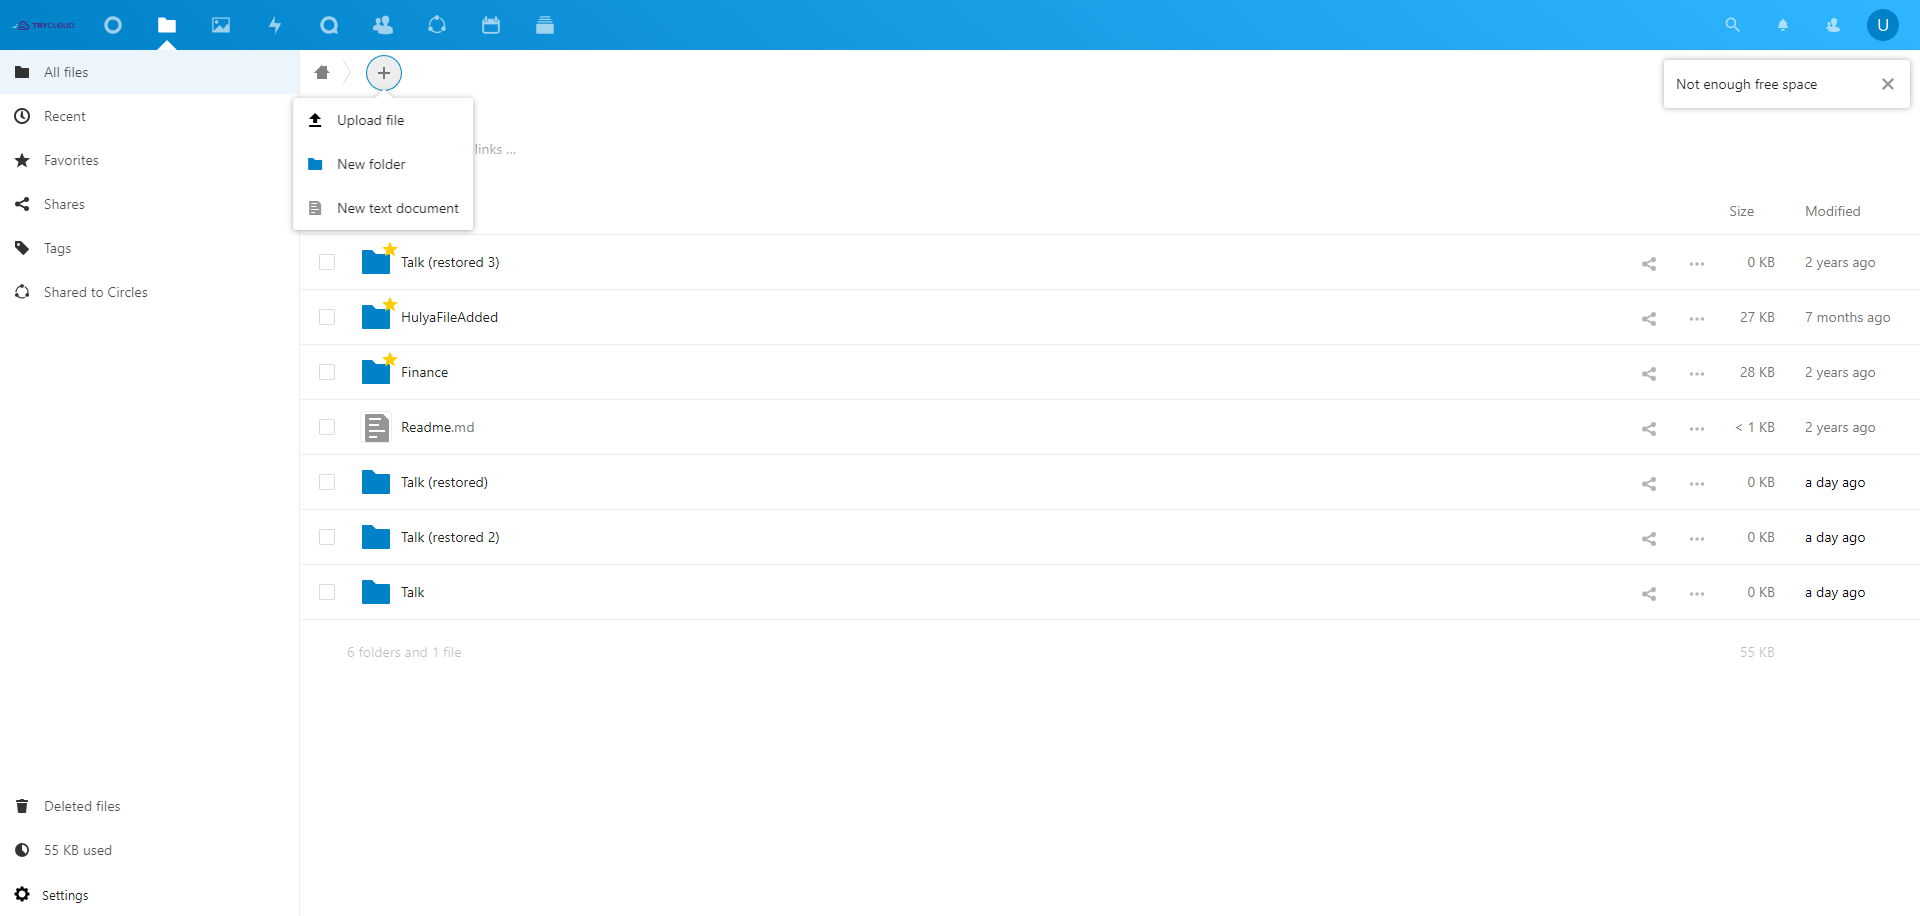 TRYCLOUD
U
All files
Recent
Favorites
Shares
Tags
Shared to Circles
Deleted files
55 KB used
Settings
Upload file
New folder
New text document
links ...
Not enough free space
Size Modified
Talk (restored 3) 0 KB 2 years ago
HulyaFileAdded 27 KB 7 months ago
Finance 28 KB 2 years ago
Readme.md < 1 KB 2 years ago
Talk (restored) 0 KB a day ago
Talk (restored 2) 0 KB a day ago
Talk 0 KB a day ago
6 folders and 1 file 55 KB